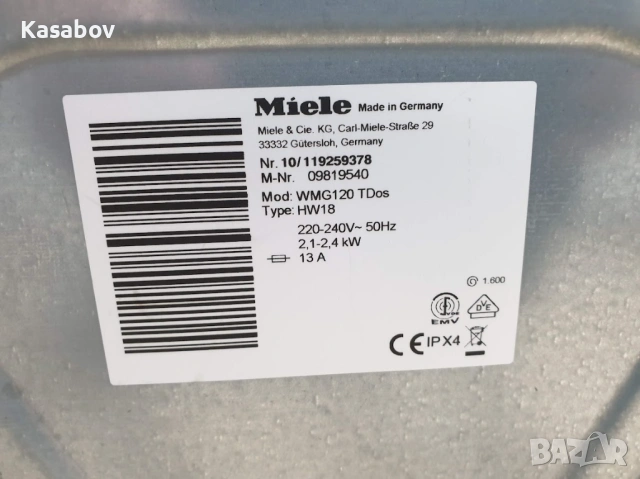 Kasabov
Miele Made in Germany
Miele & Cie. KG, Carl-Miele-Straße 29
33332 Gütersloh, Germany
Nr. 10/119259378
M-Nr. 09819540
Mod: WMG120 TDos
Type: HW18
220-240V~ 50Hz
2,1-2,4 kW
13 A
1.600
EMV
DVE
CE IPX4
BAZAR